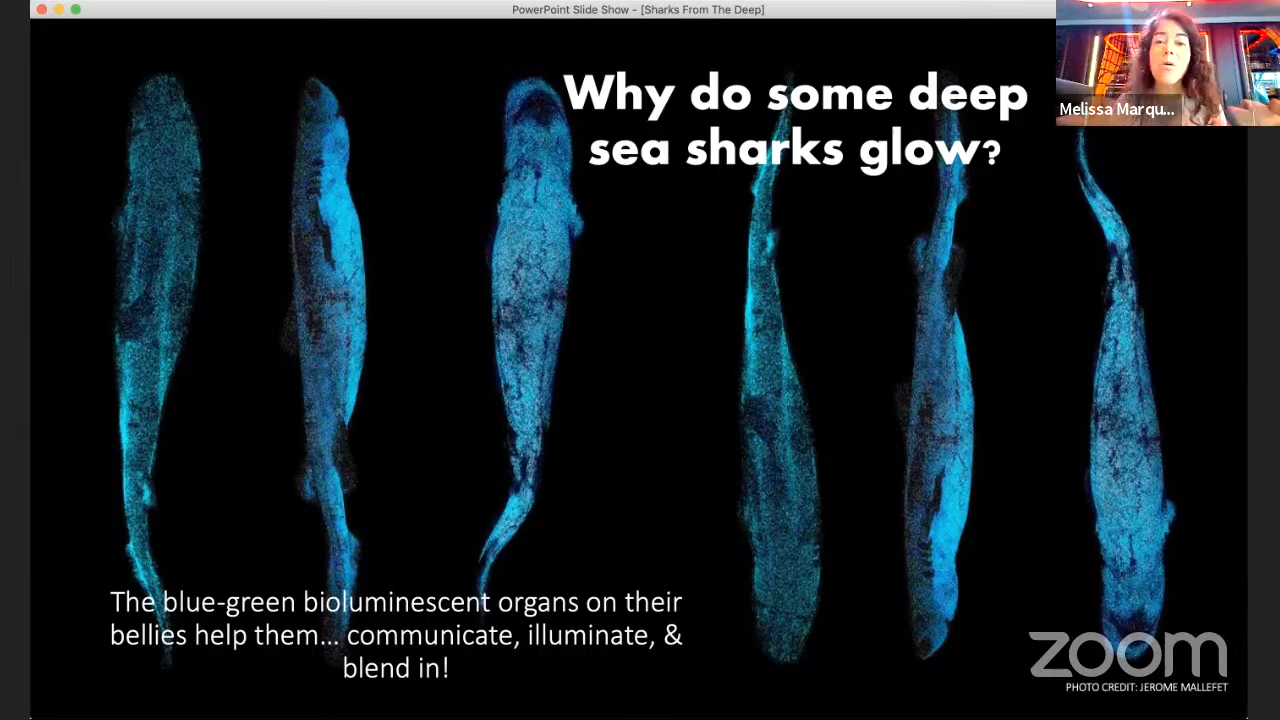 PowerPoint Slide Show - [Sharks From The Deep]
Why do some deep
sea sharks glow?
Melissa Marqu...
The blue-green bioluminescent organs on their
bellies help them... communicate, illuminate, &
blend in!
zoom
PHOTO CREDIT: JEROME MALLEFET